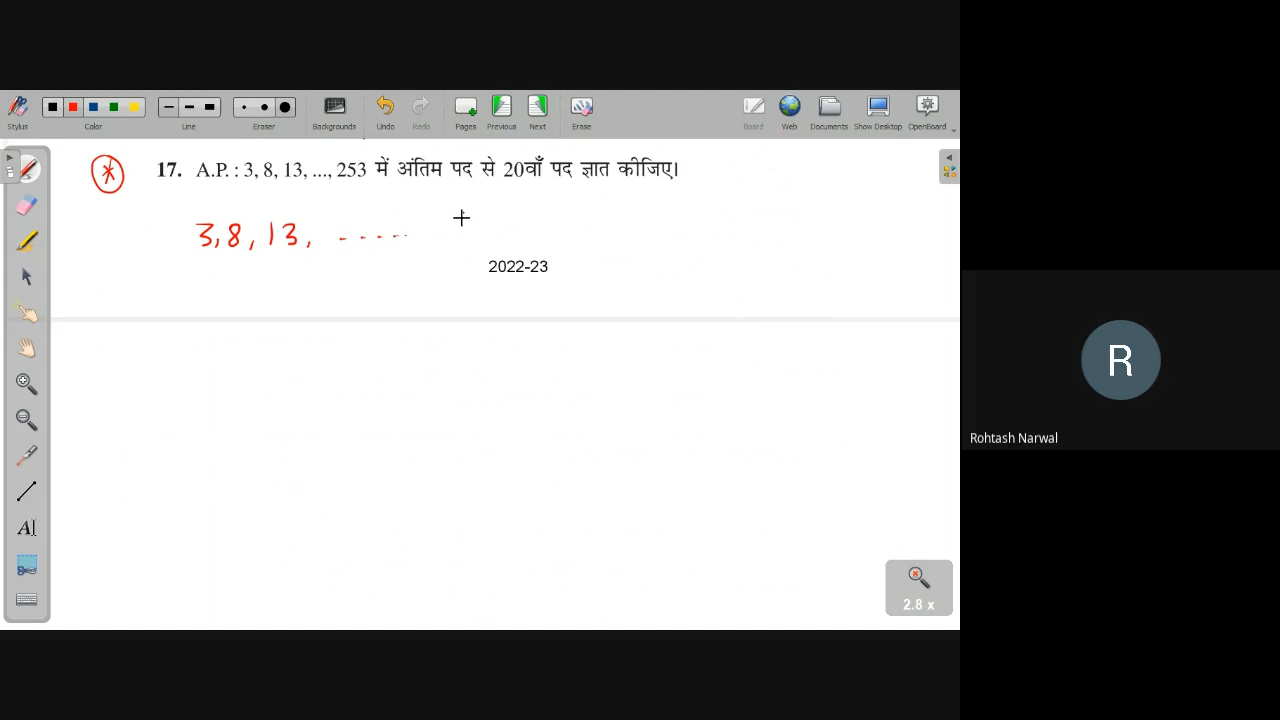 Stylus Color Line Eraser Backgrounds Undo Redo Pages Previous Next Erase Board Web Documents Show Desktop OpenBoard
17. A.P. : 3, 8, 13, ..., 253 में अंतिम पद से 20वाँ पद ज्ञात कीजिए।
3, 8, 13, -----
2022-23
R
Rohtash Narwal
AI
2.8 x